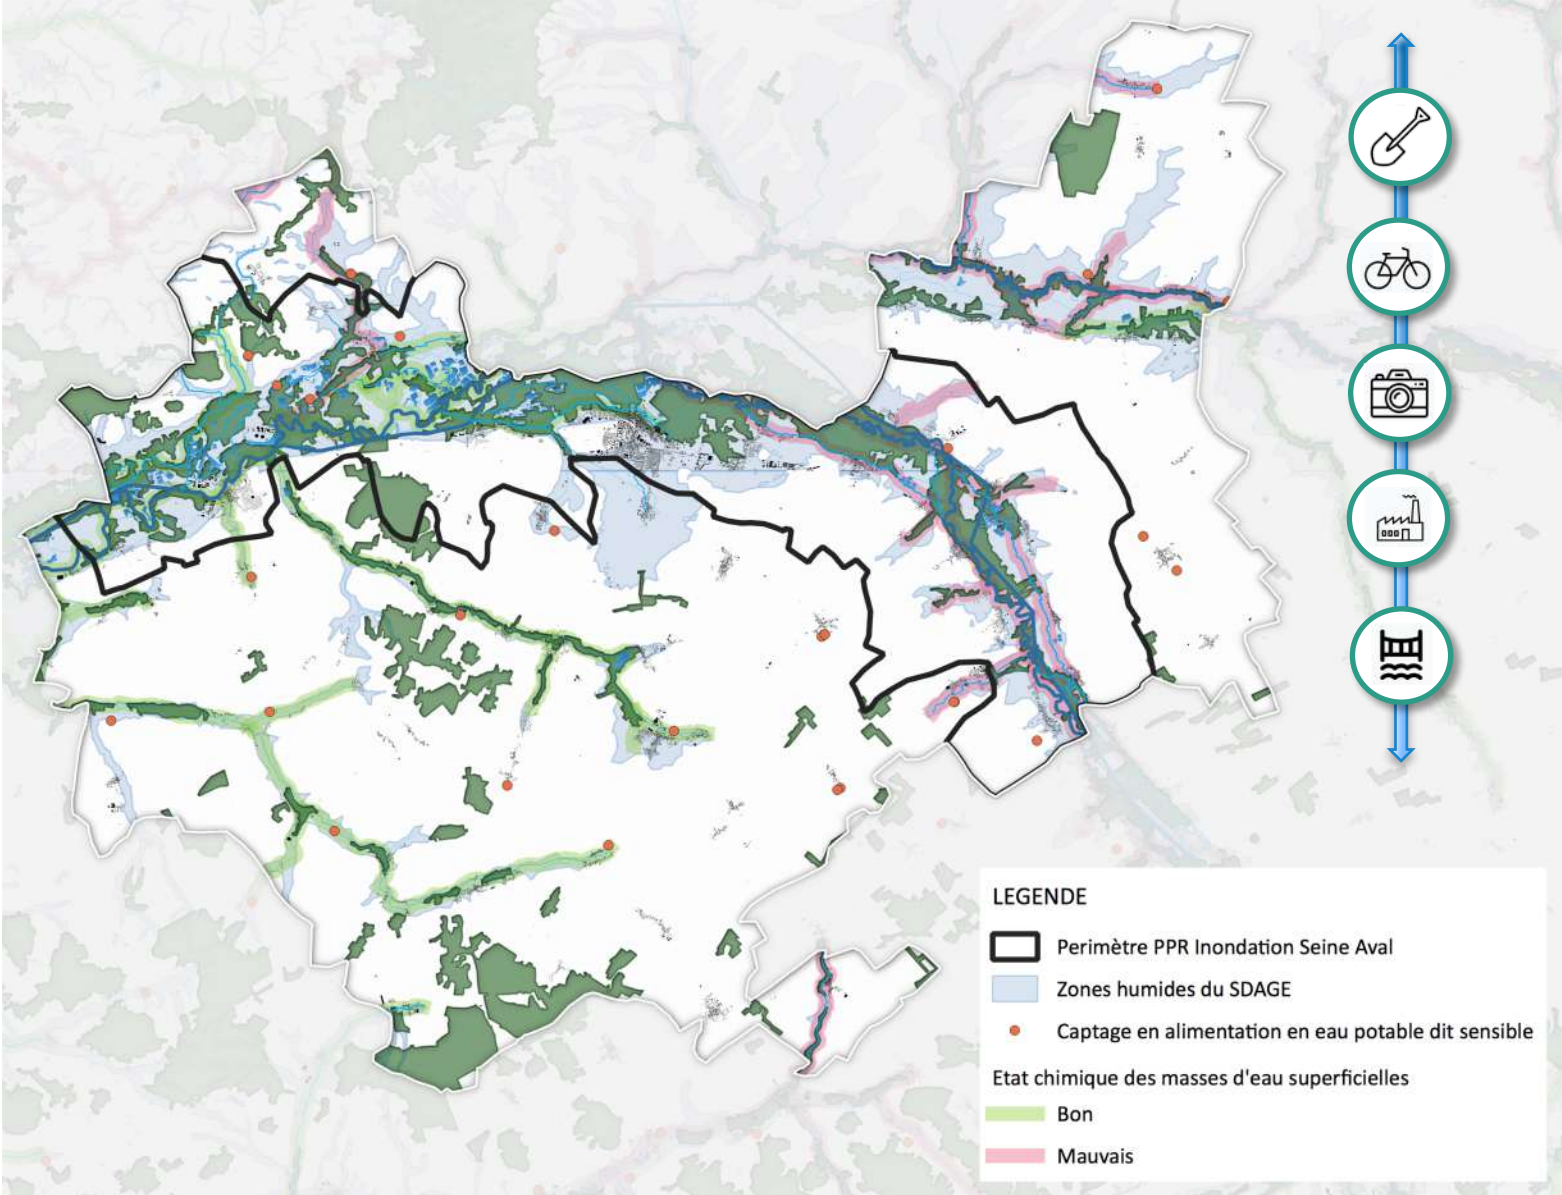 LEGENDE
Perimètre PPR Inondation Seine Aval
Zones humides du SDAGE
Captage en alimentation en eau potable dit sensible
Etat chimique des masses d'eau superficielles
Bon
Mauvais